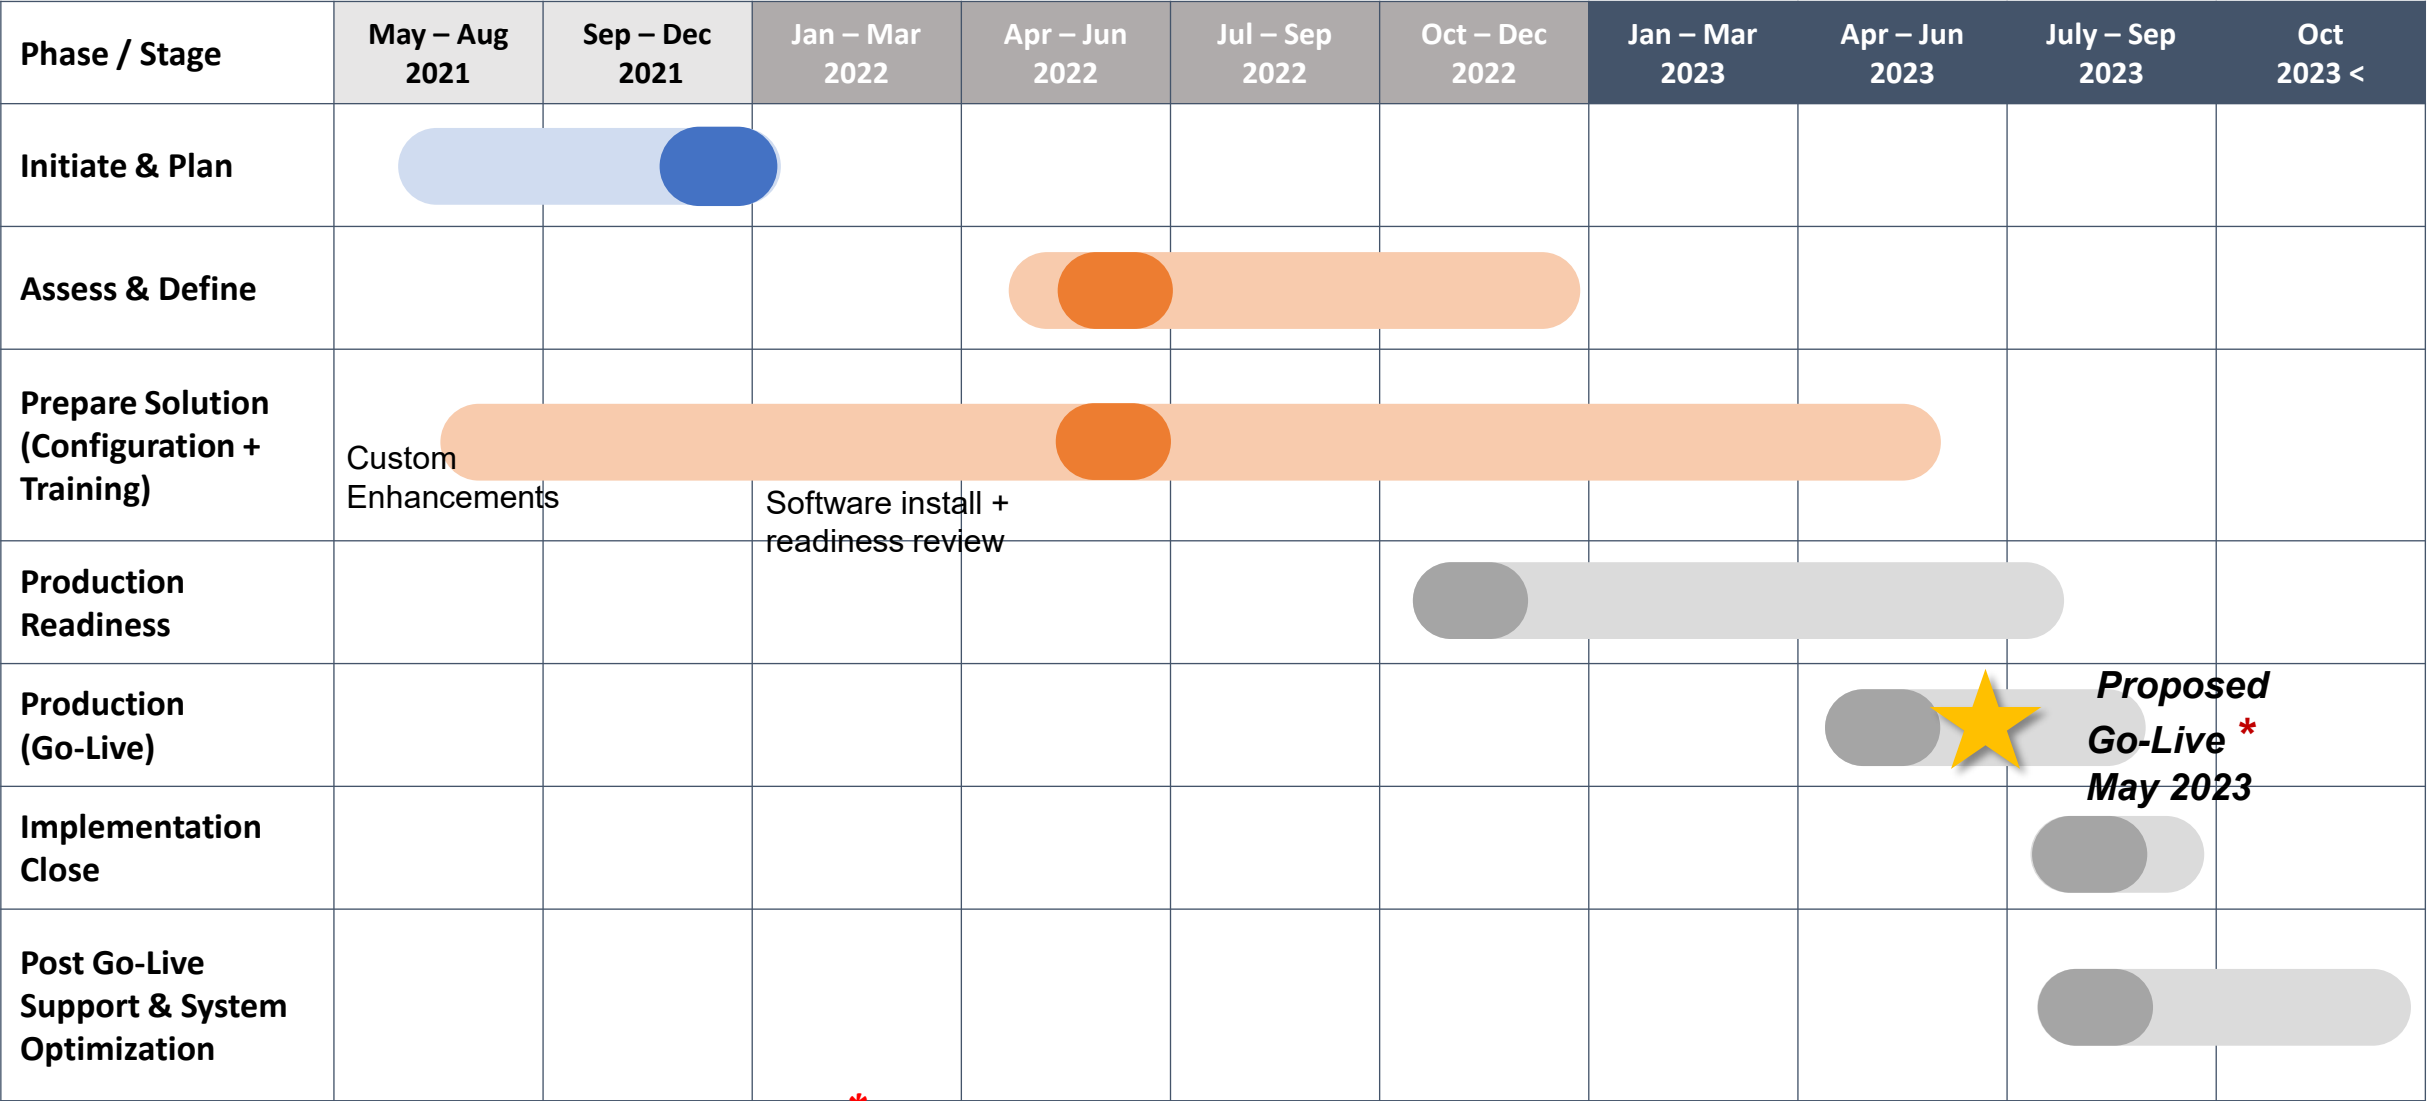 Phase / Stage
May – Aug
2021
Sep – Dec
2021
Jan – Mar
2022
Apr – Jun
2022
Jul – Sep
2022
Oct – Dec
2022
Jan – Mar
2023
Apr – Jun
2023
July – Sep
2023
Oct
2023 <
Initiate & Plan
Assess & Define
Prepare Solution
(Configuration +
Training)
Custom
Enhancements
Software install +
readiness review
Production
Readiness
Production
(Go-Live)
Proposed
Go-Live *
May 2023
Implementation
Close
Post Go-Live
Support & System
Optimization
*